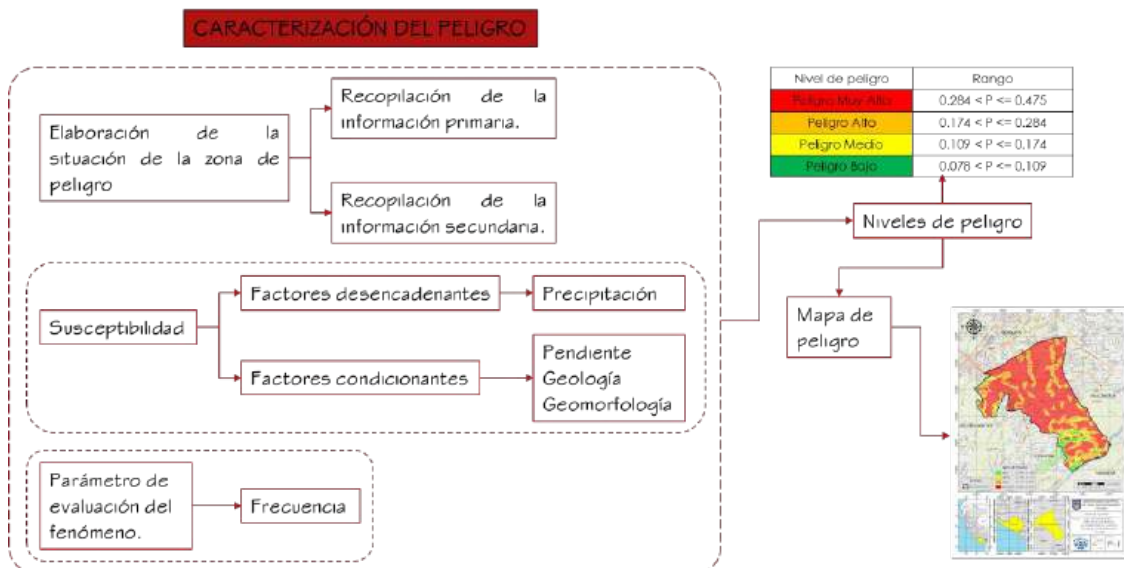 CARACTERIZACIÓN DEL PELIGRO
Elaboración de la
situación de la zona de
peligro
Recopilación de la
información primaria.
Recopilación de la
información secundaria.
Susceptibilidad
Factores desencadenantes
Precipitación
Factores condicionantes
Pendiente
Geología
Geomorfología
Parámetro de
evaluación del
fenómeno.
Frecuencia
Nivel de peligro Rango
Peligro Muy Alto 0.284 < P <= 0.475
Peligro Alto 0.174 < P <= 0.284
Peligro Medio 0.109 < P <= 0.174
Peligro Bajo 0.078 < P <= 0.109
Niveles de peligro
Mapa de
peligro